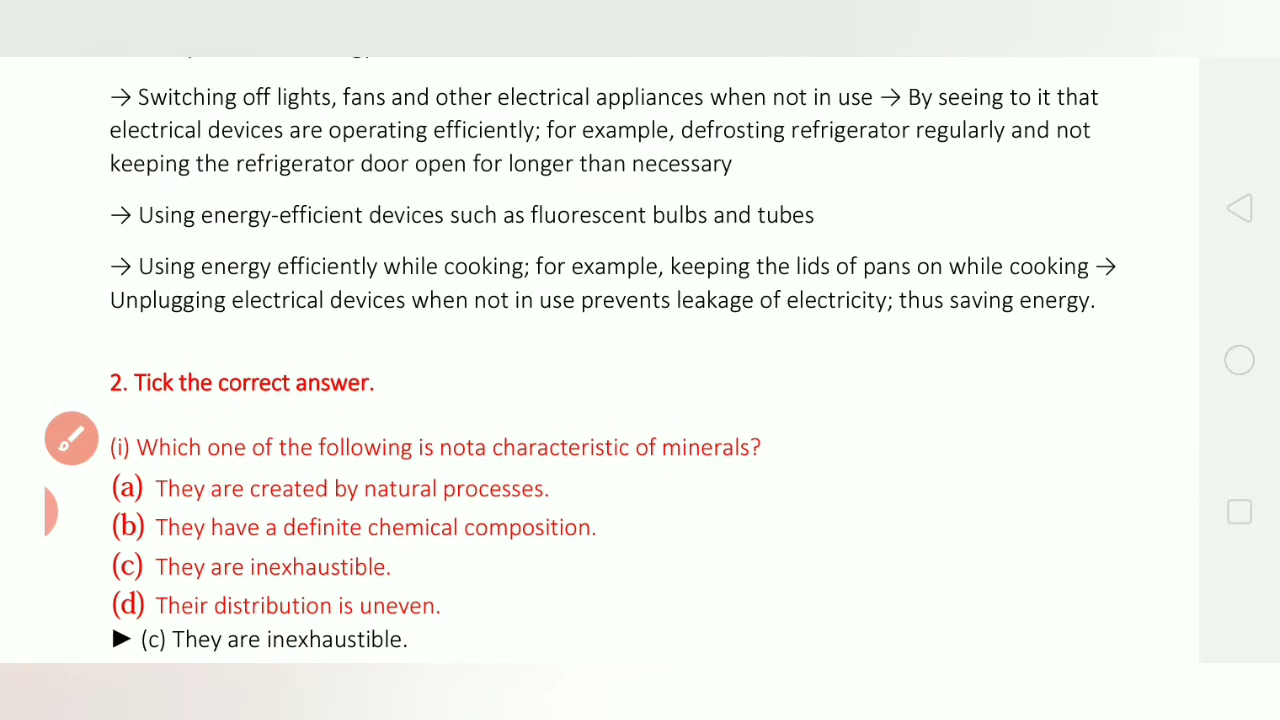 → Switching off lights, fans and other electrical appliances when not in use → By seeing to it that
electrical devices are operating efficiently; for example, defrosting refrigerator regularly and not
keeping the refrigerator door open for longer than necessary
→ Using energy-efficient devices such as fluorescent bulbs and tubes
→ Using energy efficiently while cooking; for example, keeping the lids of pans on while cooking →
Unplugging electrical devices when not in use prevents leakage of electricity; thus saving energy.
2. Tick the correct answer.
(i) Which one of the following is nota characteristic of minerals?
(a) They are created by natural processes.
(b) They have a definite chemical composition.
(c) They are inexhaustible.
(d) Their distribution is uneven.
► (c) They are inexhaustible.